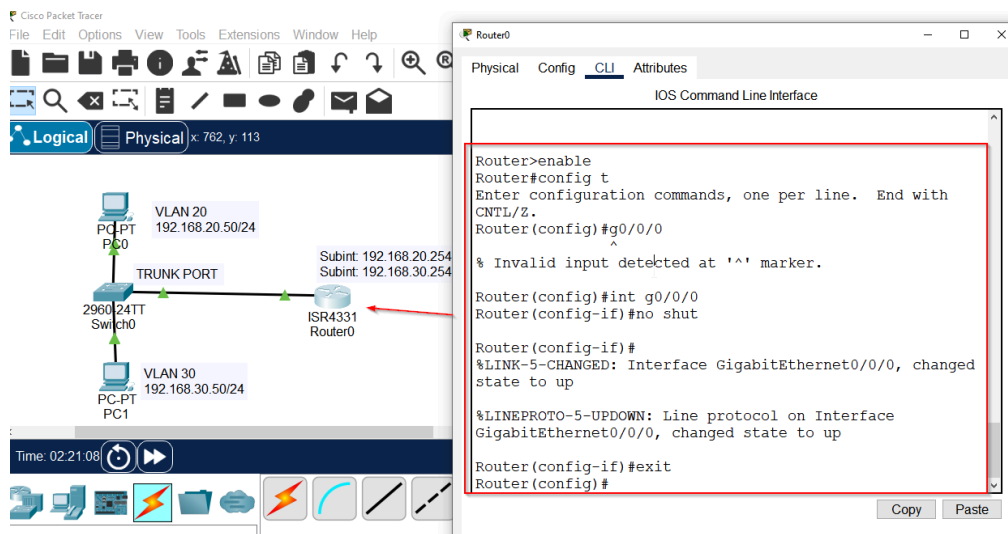 Cisco Packet Tracer
File Edit Options View Tools Extensions Window Help
Logical Physical x: 762, y: 113
VLAN 20
192.168.20.50/24
PC-PT
PC0
TRUNK PORT
Subint: 192.168.20.254
Subint: 192.168.30.254
2960-24TT
Switch0
ISR4331
Router0
VLAN 30
192.168.30.50/24
PC-PT
PC1
Time: 02:21:08
Router0
Physical Config CLI Attributes
IOS Command Line Interface
Router>enable
Router#config t
Enter configuration commands, one per line. End with
CNTL/Z.
Router(config)#g0/0/0
^
% Invalid input detected at '^' marker.
Router(config)#int g0/0/0
Router(config-if)#no shut
Router(config-if)#
%LINK-5-CHANGED: Interface GigabitEthernet0/0/0, changed
state to up
%LINEPROTO-5-UPDOWN: Line protocol on Interface
GigabitEthernet0/0/0, changed state to up
Router(config-if)#exit
Router(config)#
Copy Paste